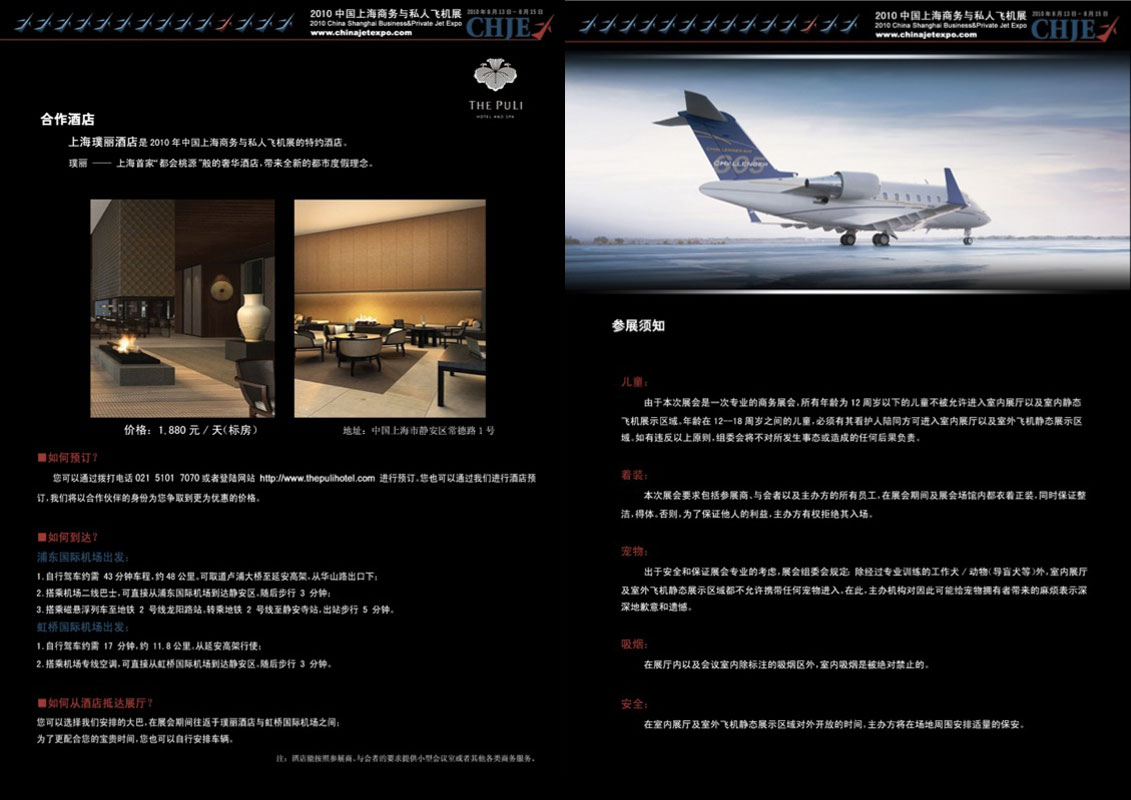 2010 中国上海商务与私人飞机展
2010 China Shanghai Business&Private Jet Expo
www.chinajetexpo.com
2010年8月13日-8月15日
CHJE
THE PULI
HOTEL AND SPA
合作酒店
上海璞丽酒店是 2010 年中国上海商务与私人飞机展的特约酒店。
璞丽 —— 上海首家“都会桃源”般的奢华酒店,带来全新的都市度假理念。
价格：1,880 元 / 天(标房)
地址：中国上海市静安区常德路 1 号
■如何预订?
您可以通过拨打电话 021 5101 7070 或者登陆网站 http://www.thepulihotel.com 进行预订。您也可以通过我们进行酒店预
订,我们将以合作伙伴的身份为您争取到更为优惠的价格。
■如何到达?
浦东国际机场出发:
1.自行驾车约需 43 分钟车程,约 48 公里,可取道卢浦大桥至延安高架,从华山路出口下;
2.搭乘机场二线巴士,可直接从浦东国际机场到达静安区,随后步行 3 分钟;
3.搭乘磁悬浮列车至地铁 2 号线龙阳路站,转乘地铁 2 号线至静安寺站,出站步行 5 分钟。
虹桥国际机场出发:
1.自行驾车约需 17 分钟,约 11.8 公里,从延安高架行使;
2.搭乘机场专线空调,可直接从虹桥国际机场到达静安区,随后步行 3 分钟。
■如何从酒店抵达展厅?
您可以选择我们安排的大巴,在展会期间往返于璞丽酒店与虹桥国际机场之间;
为了更配合您的宝贵时间,您也可以自行安排车辆。
注：酒店能按照参展商、与会者的要求提供小型会议室或者其他各类商务服务。
2010 中国上海商务与私人飞机展
2010 China Shanghai Business&Private Jet Expo
www.chinajetexpo.com
2010年8月13日-8月15日
CHJE
605
CHALLENGER
参展须知
儿童:
由于本次展会是一次专业的商务展会,所有年龄为 12 周岁以下的儿童不被允许进入室内展厅以及室内静态
飞机展示区域。年龄在 12—18 周岁之间的儿童,必须有其看护人陪同方可进入室内展厅以及室外飞机静态展示区
域。如有违反以上原则,组委会将不对所发生事态或造成的任何后果负责。
着装:
本次展会要求包括参展商、与会者以及主办方的所有员工,在展会期间及展会场馆内都衣着正装,同时保证整
洁,得体。否则,为了保证他人的利益,主办方有权拒绝其入场。
宠物:
出于安全和保证展会专业的考虑,展会组委会规定: 除经过专业训练的工作犬 / 动物(导盲犬等)外,室内展厅
及室外飞机静态展示区域都不允许携带任何宠物进入。在此,主办机构对因此可能给宠物拥有者带来的麻烦表示深
深地歉意和遗憾。
吸烟:
在展厅内以及会议室内除标注的吸烟区外,室内吸烟是被绝对禁止的。
安全:
在室内展厅及室外飞机静态展示区域对外开放的时间,主办方将在场地周围安排适量的保安。